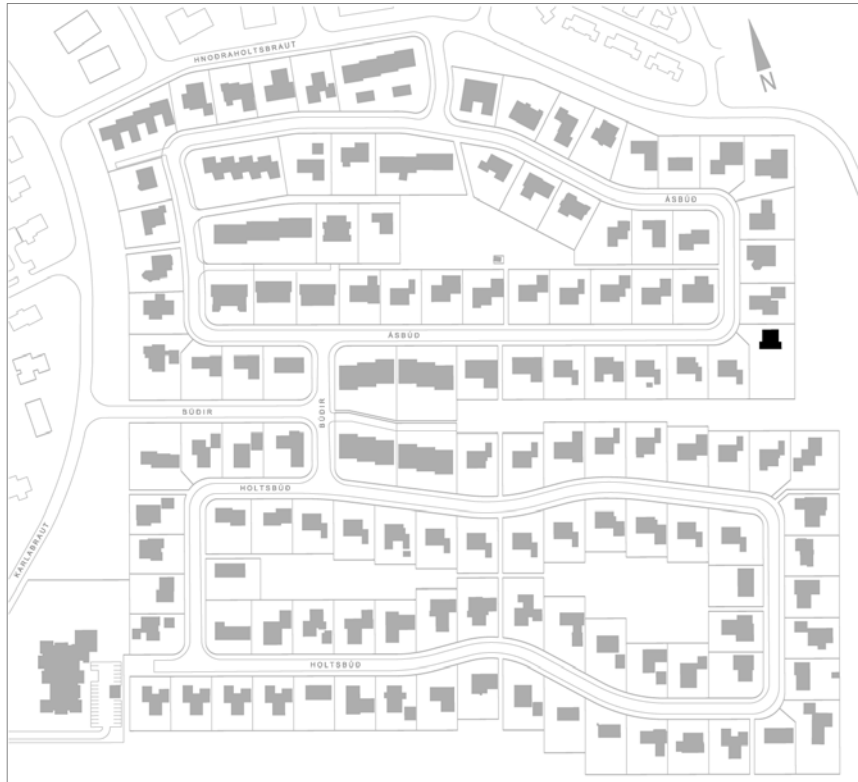 HNOÐRAHOLTSBRAUT
N
ÁSBÚÐ
ÁSBÚÐ
BÚÐIR
BÚÐIR
HOLTSBÚÐ
KARLABRAUT
HOLTSBÚÐ